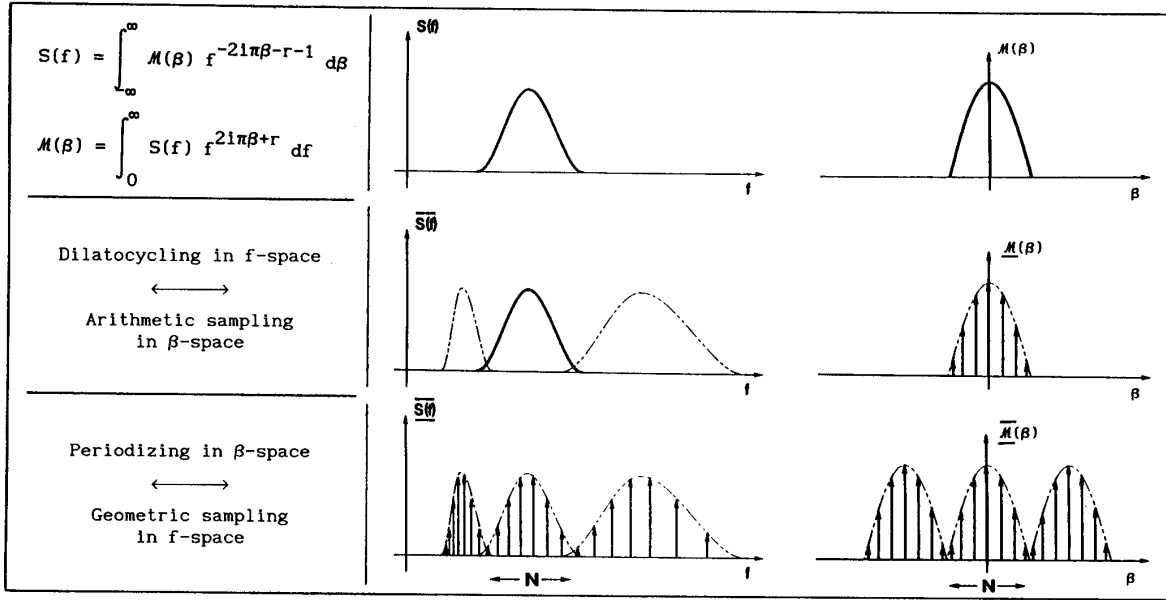 S(f) = ∫_{-∞}^{∞} M(β) f^{-2iπβ-r-1} dβ
M(β) = ∫_{0}^{∞} S(f) f^{2iπβ+r} df
S(f)
f
M(β)
β
Dilatocycling in f-space
⟷
Arithmetic sampling
in β-space
S̅(f)
f
M̲(β)
β
Periodizing in β-space
⟷
Geometric sampling
in f-space
S̲̅(f)
f
← N →
M̲̅(β)
β
← N →